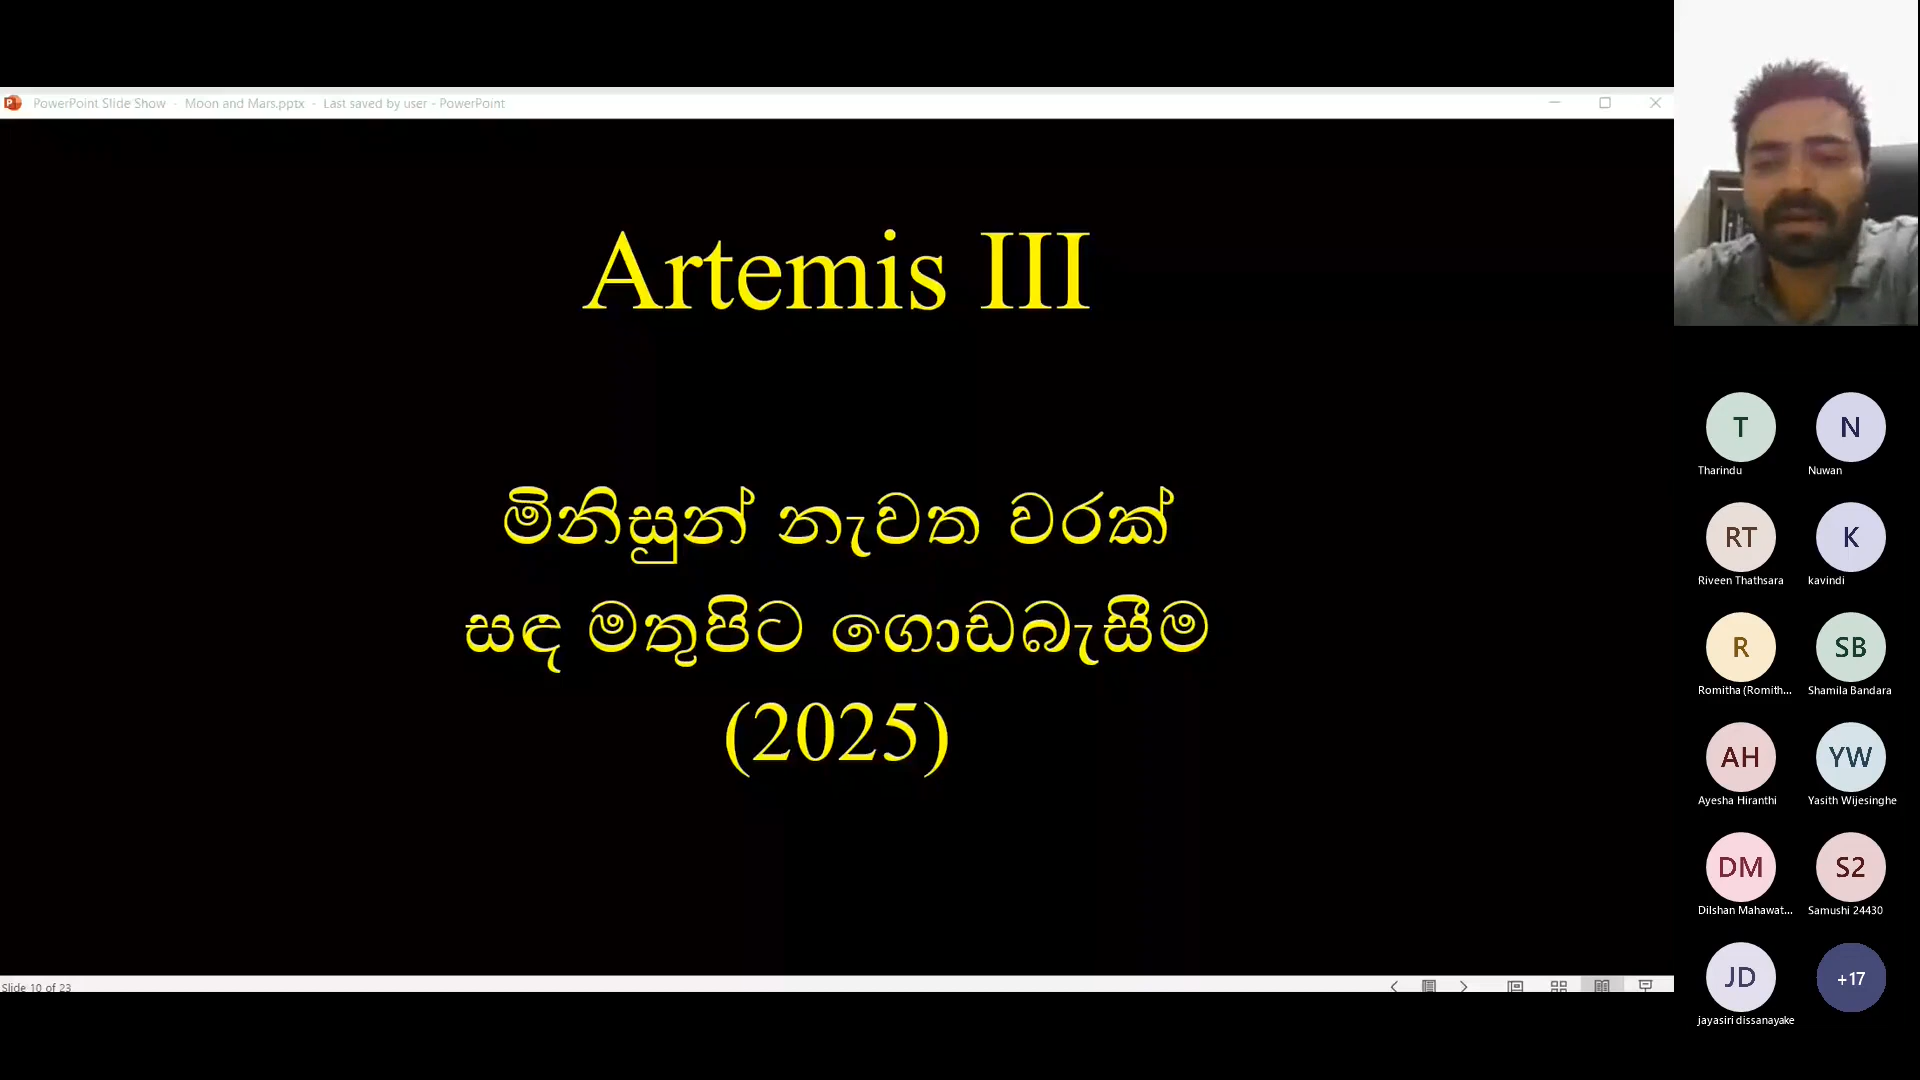 PowerPoint Slide Show - Moon and Mars.pptx - Last saved by user - PowerPoint
Artemis III
මිනිසුන් නැවත වරක්
සඳ මතුපිට ගොඩබැසීම
(2025)
Slide 10 of 23
T
N
Tharindu
Nuwan
RT
K
Riveen Thathsara
kavindi
R
SB
Romitha (Romith...
Shamila Bandara
AH
YW
Ayesha Hiranthi
Yasith Wijesinghe
DM
S2
Dilshan Mahawat...
Samushi 24430
JD
+17
jayasiri dissanayake